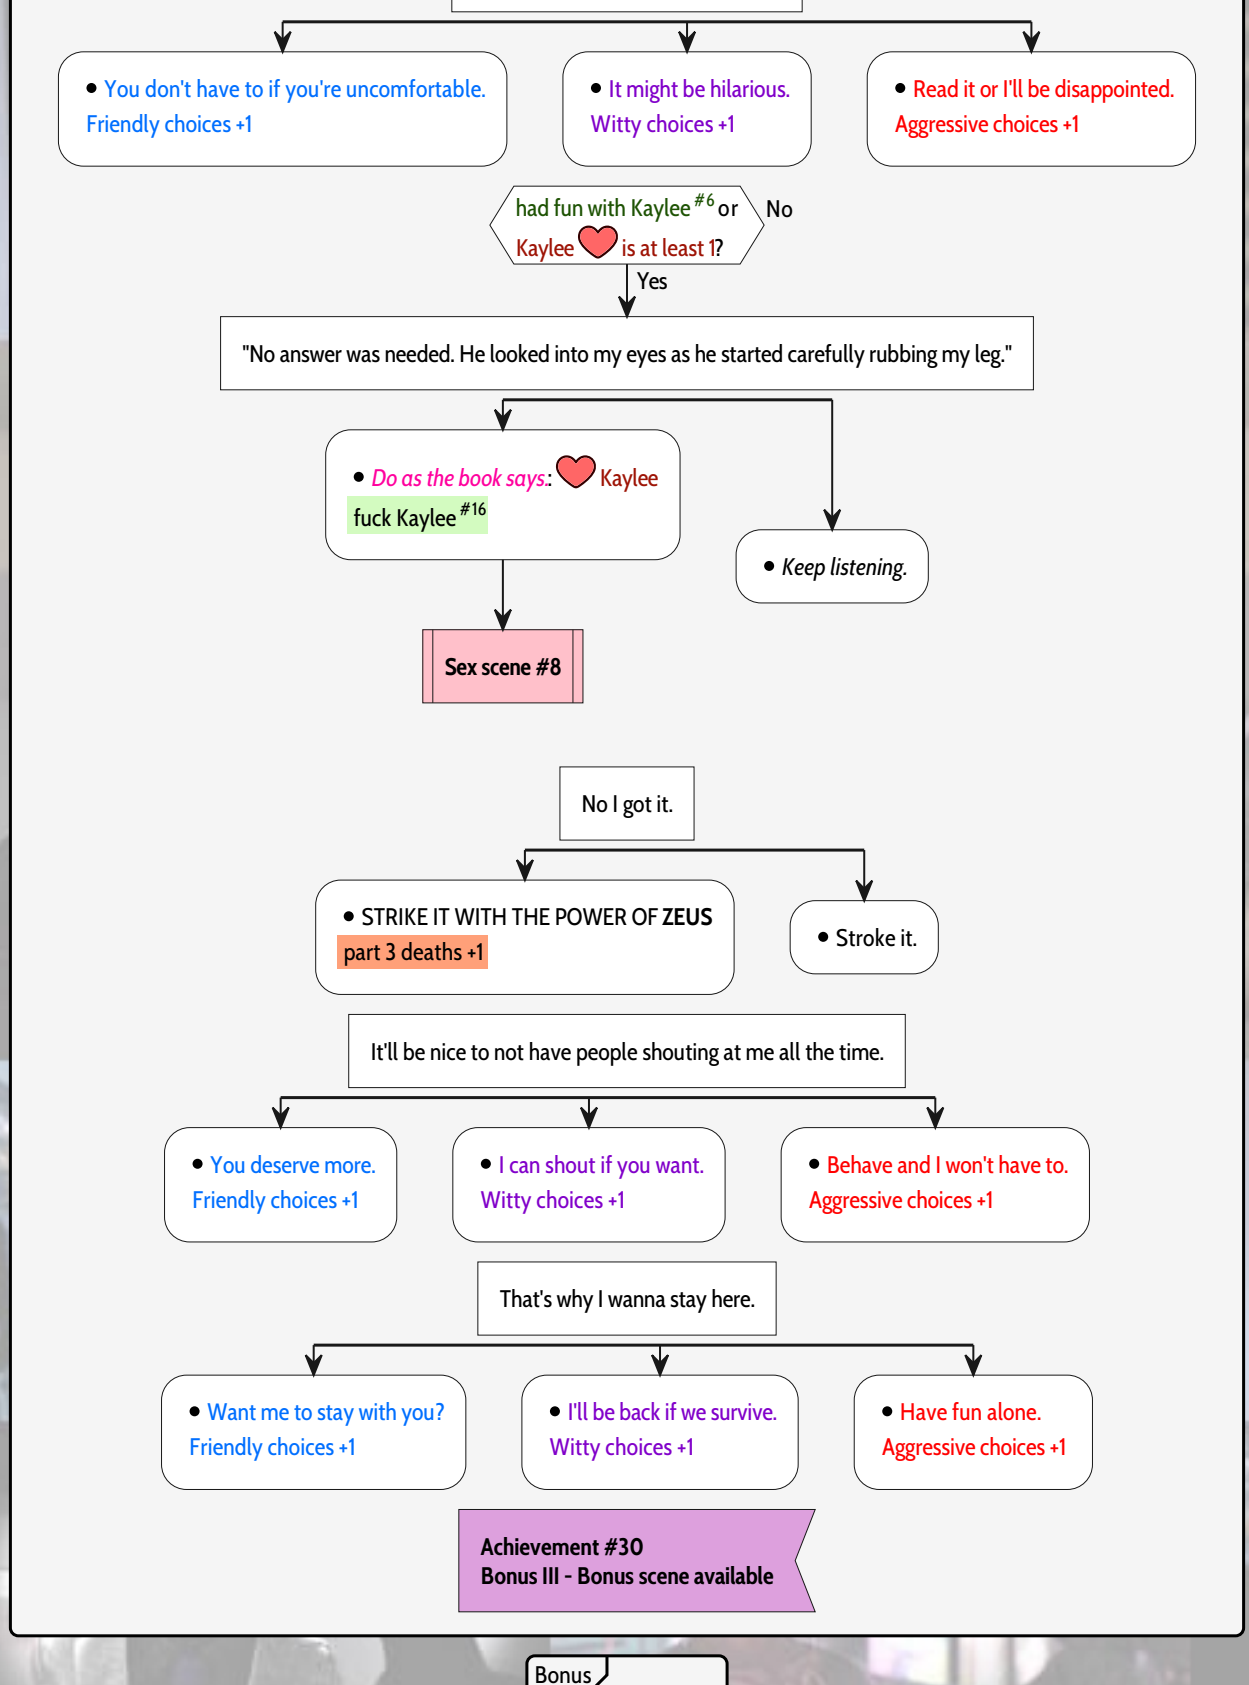 • You don't have to if you're uncomfortable.
Friendly choices +1
• It might be hilarious.
Witty choices +1
• Read it or I'll be disappointed.
Aggressive choices +1
had fun with Kaylee #6 or
Kaylee ❤ is at least 1?
No
Yes
"No answer was needed. He looked into my eyes as he started carefully rubbing my leg."
• Do as the book says.: ❤ Kaylee
fuck Kaylee #16
• Keep listening.
Sex scene #8
No I got it.
• STRIKE IT WITH THE POWER OF ZEUS
part 3 deaths +1
• Stroke it.
It'll be nice to not have people shouting at me all the time.
• You deserve more.
Friendly choices +1
• I can shout if you want.
Witty choices +1
• Behave and I won't have to.
Aggressive choices +1
That's why I wanna stay here.
• Want me to stay with you?
Friendly choices +1
• I'll be back if we survive.
Witty choices +1
• Have fun alone.
Aggressive choices +1
Achievement #30
Bonus III - Bonus scene available
Bonus